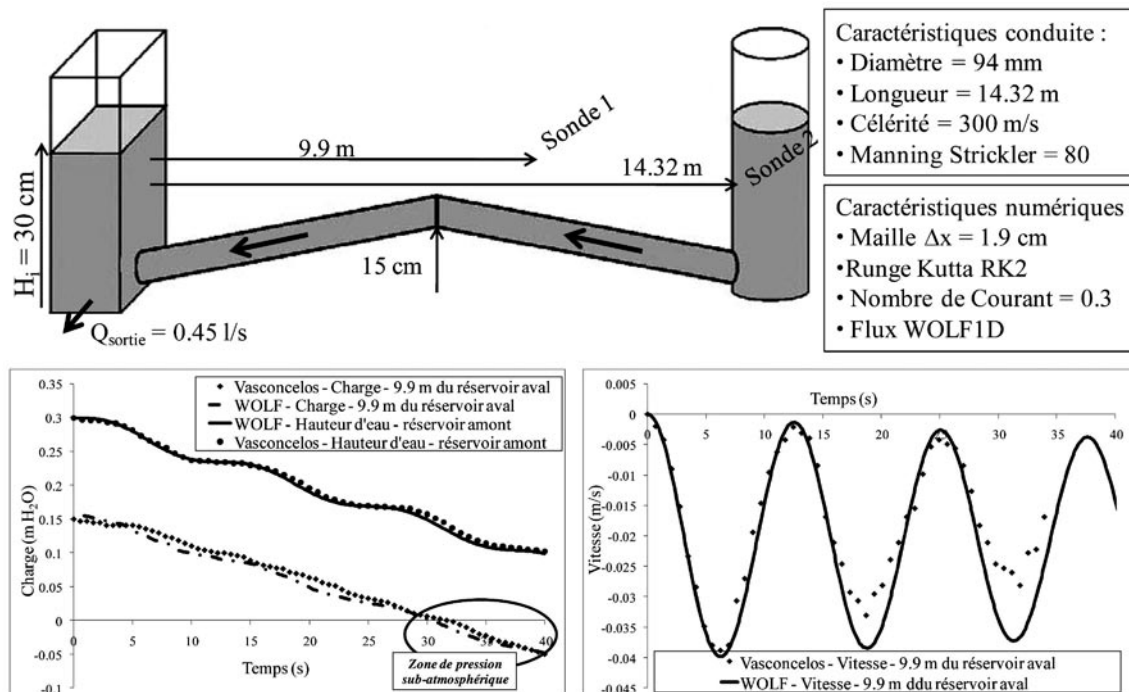 Caractéristiques conduite :
• Diamètre = 94 mm
• Longueur = 14.32 m
• Célérité = 300 m/s
• Manning Strickler = 80
Sonde 1
9.9 m
14.32 m
Sonde 2
Caractéristiques numériques
• Maille Δx = 1.9 cm
•Runge Kutta RK2
• Nombre de Courant = 0.3
• Flux WOLF1D
Hi = 30 cm
15 cm
Qsortie = 0.45 l/s
Vasconcelos - Charge - 9.9 m du réservoir aval
WOLF - Charge - 9.9 m du réservoir aval
WOLF - Hauteur d'eau - réservoir amont
Vasconcelos - Hauteur d'eau - réservoir amont
Charge (m H2O)
0.35
0.3
0.25
0.2
0.15
0.1
0.05
0
-0.05
-0.1
0 5 10 15 20 25 30 35 40
Temps (s)
Zone de pression
sub-atmosphérique
Temps (s)
0 5 10 15 20 25 30 35 40
Vitesse (m/s)
0.005
0
-0.005
-0.01
-0.015
-0.02
-0.025
-0.03
-0.035
-0.04
-0.045
Vasconcelos - Vitesse - 9.9 m du réservoir aval
WOLF - Vitesse - 9.9 m ddu réservoir aval